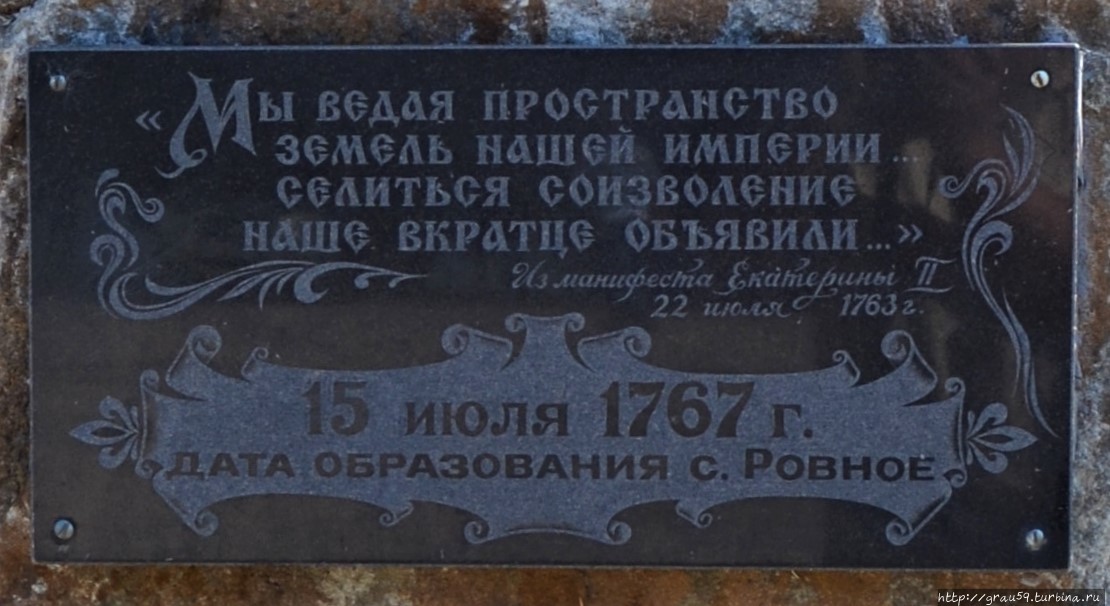 «Мы ведая пространство
земель нашей империи...
селиться соизволение
наше вкратце объявили...»
Из манифеста Екатерины II
22 июля 1763 г.
15 июля 1767 г.
дата образования с. Ровное
http://grau59.turbina.ru